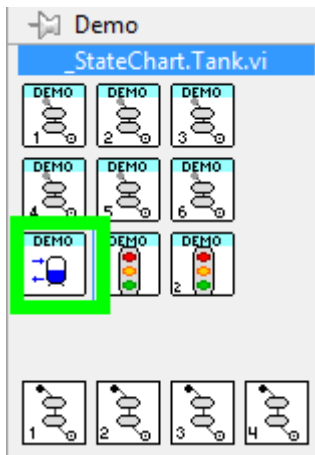 Demo
_StateChart.Tank.vi
DEMO DEMO DEMO
1 2 3
DEMO DEMO DEMO
4 5 6
DEMO DEMO DEMO
2
1 2 3 4